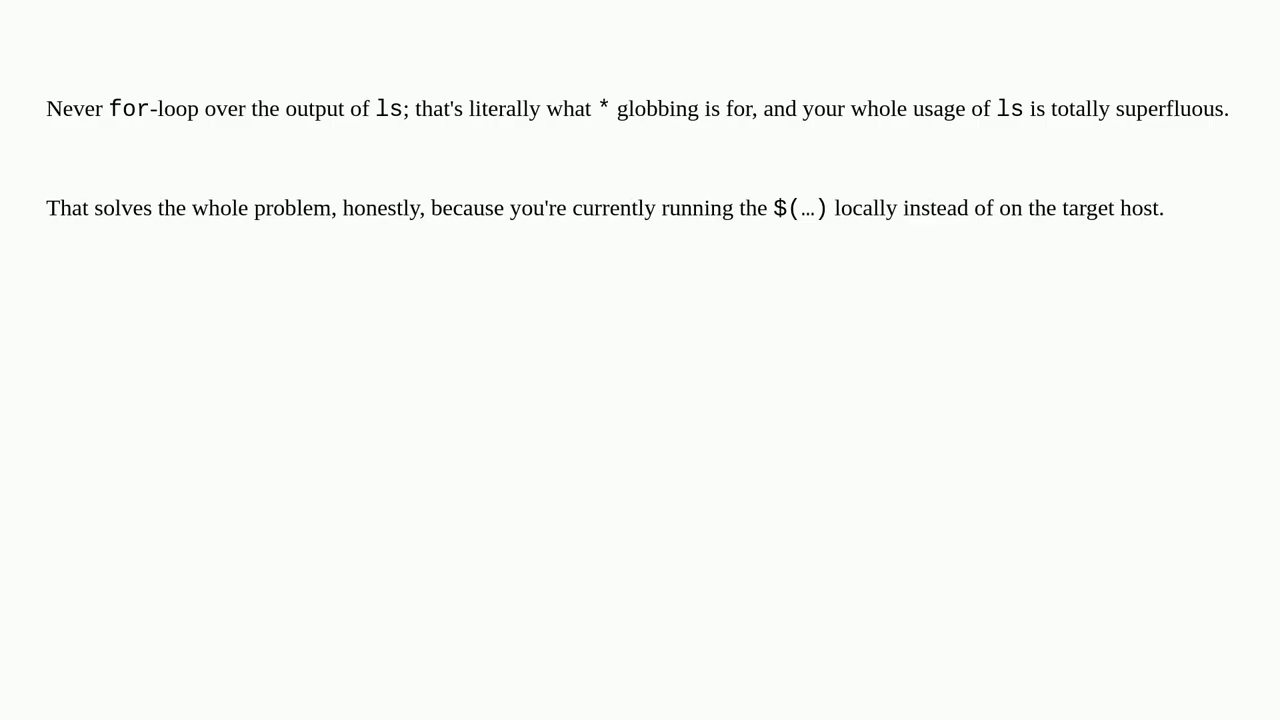 Never for-loop over the output of ls; that's literally what * globbing is for, and your whole usage of ls is totally superfluous.
That solves the whole problem, honestly, because you're currently running the $(…) locally instead of on the target host.